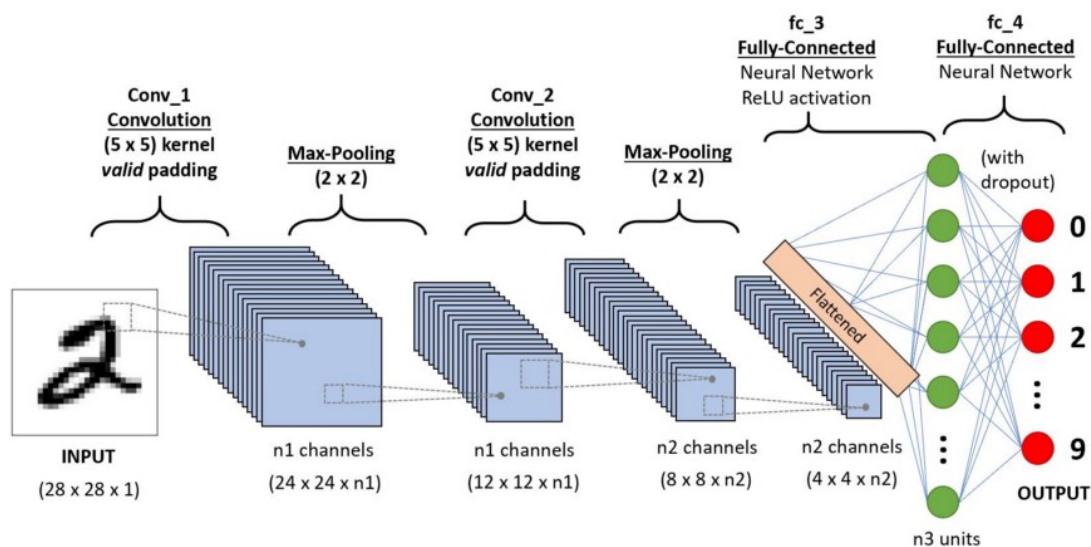 fc_3
Fully-Connected
Neural Network
ReLU activation
fc_4
Fully-Connected
Neural Network
Conv_1
Convolution
(5 x 5) kernel
valid padding
Max-Pooling
(2 x 2)
Conv_2
Convolution
(5 x 5) kernel
valid padding
Max-Pooling
(2 x 2)
(with
dropout)
Flattened
0
1
2
9
2
INPUT
(28 x 28 x 1)
n1 channels
(24 x 24 x n1)
n1 channels
(12 x 12 x n1)
n2 channels
(8 x 8 x n2)
n2 channels
(4 x 4 x n2)
OUTPUT
n3 units